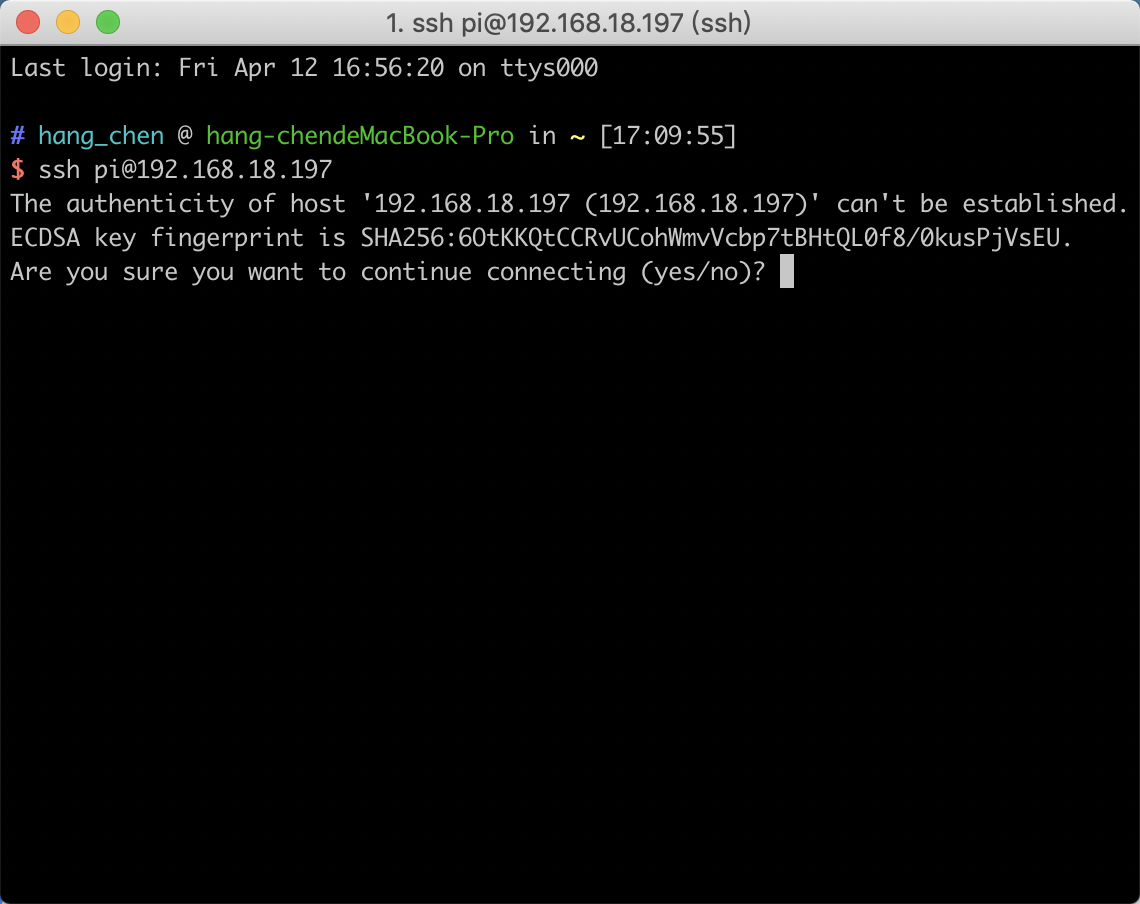 1. ssh pi@192.168.18.197 (ssh)
Last login: Fri Apr 12 16:56:20 on ttys000
# hang_chen @ hang-chendeMacBook-Pro in ~ [17:09:55]
$ ssh pi@192.168.18.197
The authenticity of host '192.168.18.197 (192.168.18.197)' can't be established.
ECDSA key fingerprint is SHA256:6OtKKQtCCRvUCohWmvVcbp7tBHtQL0f8/0kusPjVsEU.
Are you sure you want to continue connecting (yes/no)?